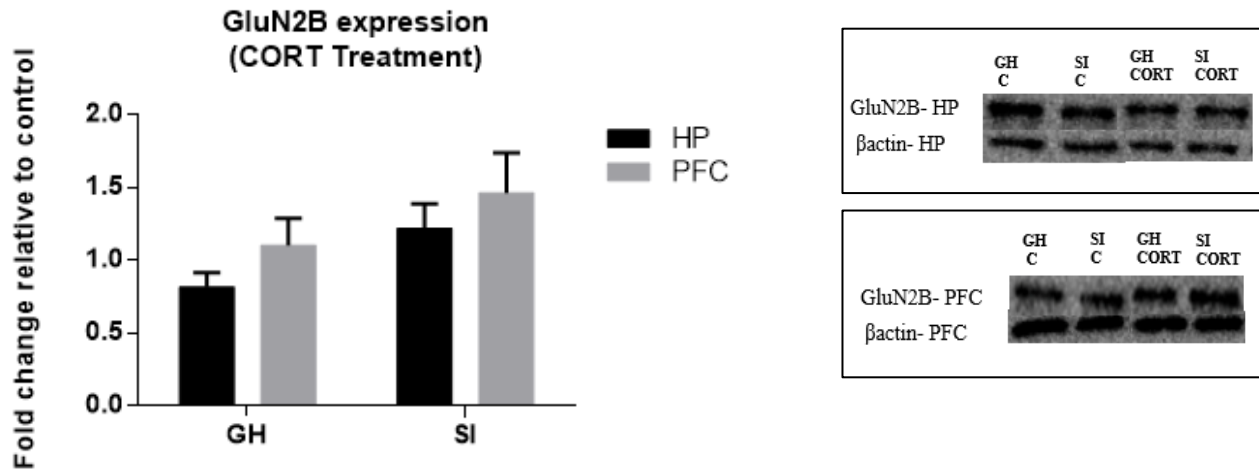 GluN2B expression
(CORT Treatment)
Fold change relative to control
2.0
1.5
1.0
0.5
0.0
GH
SI
HP
PFC
GH
C
SI
C
GH
CORT
SI
CORT
GluN2B- HP
βactin- HP
GH
C
SI
C
GH
CORT
SI
CORT
GluN2B- PFC
βactin- PFC